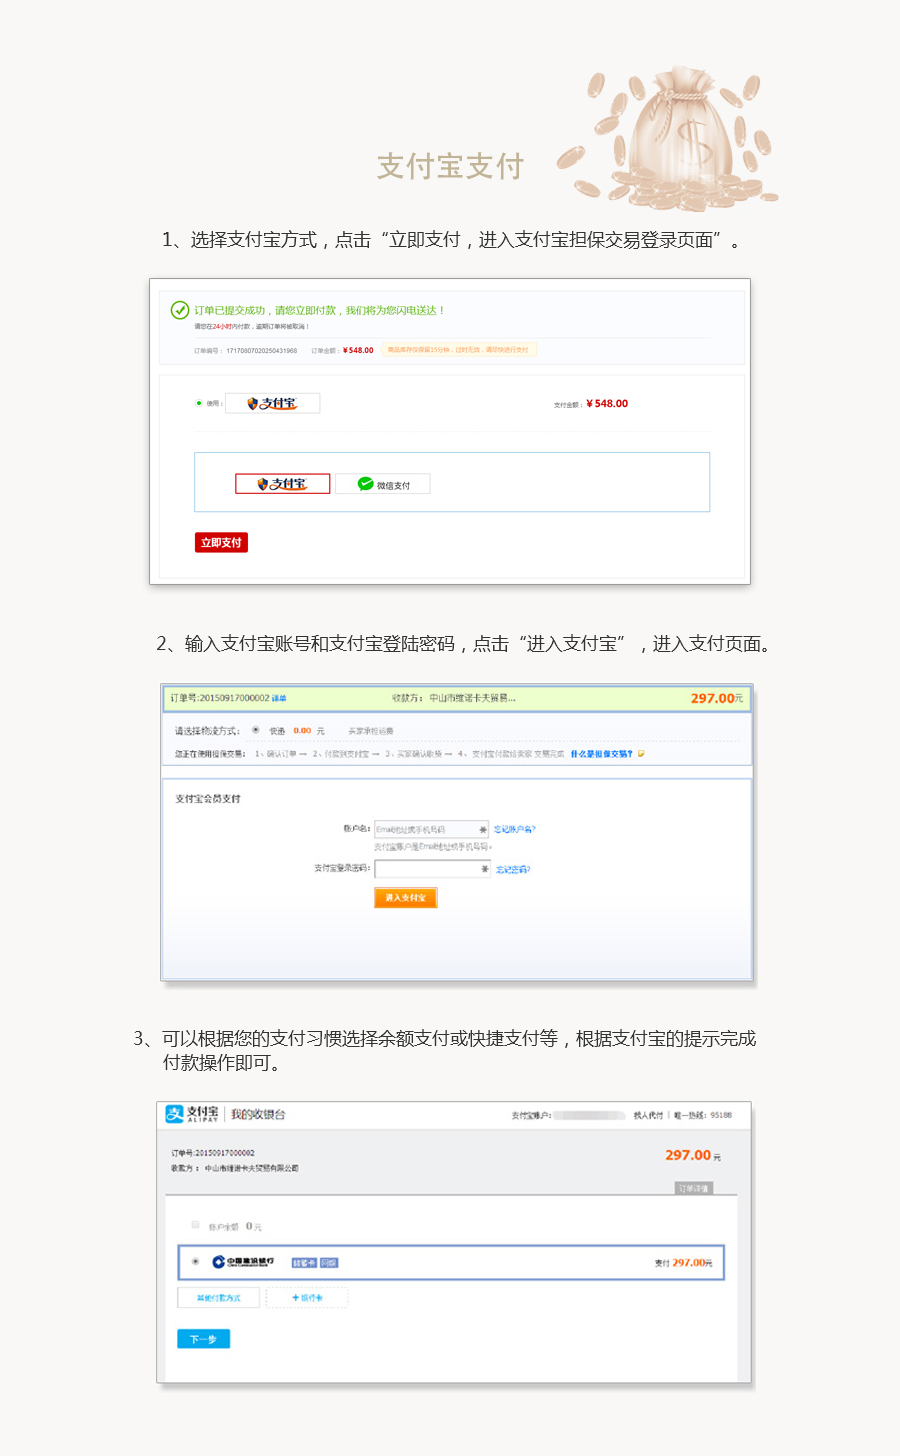 支付宝支付
1、选择支付宝方式，点击“立即支付，进入支付宝担保交易登录页面”。
订单已提交成功，请您立即付款，我们将为您闪电送达！
请您在24小时内付款，逾期订单将被取消！
订单编号： 17170807020250431968 订单金额：¥548.00 商品库存仅保留15分钟，过时无效，请尽快进行支付
使用： 支付宝 支付金额：¥548.00
支付宝 微信支付
立即支付
2、输入支付宝账号和支付宝登陆密码，点击“进入支付宝”，进入支付页面。
订单号:20150917000002 详单 收款方： 中山市维诺卡夫贸易... 297.00元
请选择物流方式： 快递 0.00 元 买家承担运费
您正在使用担保交易： 1、确认订单 → 2、付款到支付宝 → 3、买家确认收货 → 4、支付宝付款给卖家 交易完成 什么是担保交易？
支付宝会员支付
账户名： Email地址或手机号码 忘记账户名?
支付宝账户是Email地址或手机号码。
支付宝登录密码： 忘记密码?
进入支付宝
3、可以根据您的支付习惯选择余额支付或快捷支付等，根据支付宝的提示完成
付款操作即可。
支付宝 ALIPAY | 我的收银台 支付宝账户: 找人代付 | 唯一热线：95188
订单号:20150917000002 297.00 元
收款方： 中山市维诺卡夫贸易有限公司
订单详情
账户余额 0 元
中国建设银行 China Construction Bank 储蓄卡 快捷 支付 297.00元
其他付款方式 + 银行卡
下一步